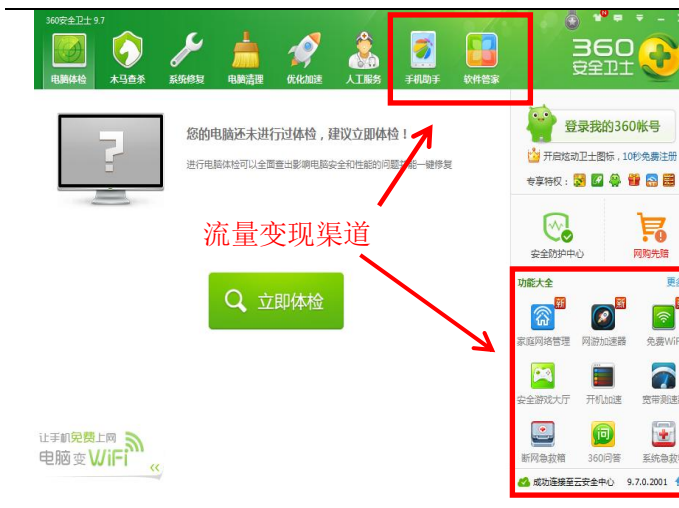 360安全卫士 9.7
电脑体检 木马查杀 系统修复 电脑清理 优化加速 人工服务 手机助手 软件管家
360
安全卫士
您的电脑还未进行过体检，建议立即体检！
进行电脑体检可以全面查出影响电脑安全和性能的问题并能一键修复
流量变现渠道
立即体检
让手机免费上网
电脑变WiFi
登录我的360帐号
开启炫动卫士图标，10秒免费注册
专享特权：
安全防护中心 网购先赔
功能大全 更多
新 新
家庭网络管理 网游加速器 免费WiFi
安全游戏大厅 开机加速 宽带测速
断网急救箱 360问答 系统急救
成功连接至云安全中心 9.7.0.2001